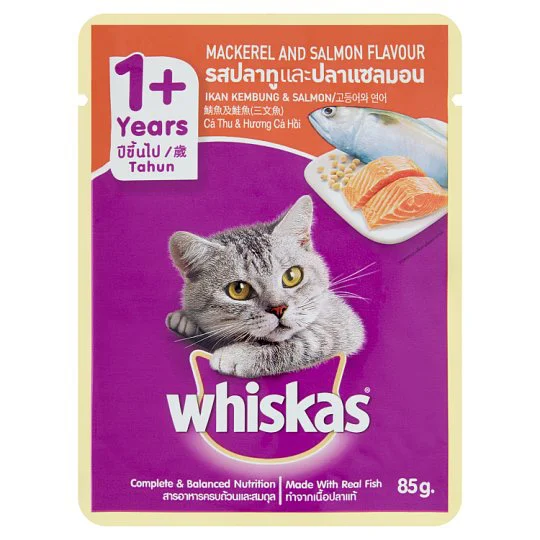 MACKEREL AND SALMON FLAVOUR
รสปลาทูและปลาแซลมอน
IKAN KEMBUNG & SALMON/고등어와 연어
鯖魚及鮭魚(三文魚)
Cá Thu & Hương Cá Hồi
1+
Years
ปีขึ้นไป/歲
Tahun
whiskas®
Complete & Balanced Nutrition
สารอาหารครบถ้วนและสมดุล
Made With Real Fish
ทำจากเนื้อปลาแท้
85g.